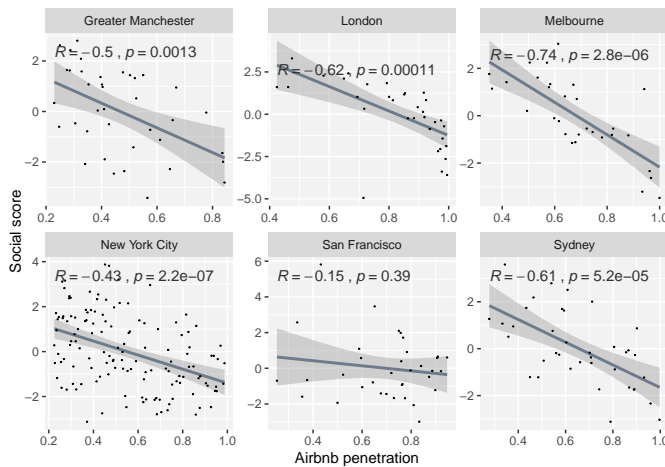 Greater Manchester
London
Melbourne
R = −0.5 , p = 0.0013
R = −0.62, p = 0.00011
R = −0.74 , p = 2.8e−06
2
0
−2
0.2 0.4 0.6 0.8
2.5
0.0
−2.5
−5.0
0.4 0.6 0.8 1.0
2
0
−2
0.4 0.6 0.8 1.0
Social score
New York City
San Francisco
Sydney
R = −0.43 , p = 2.2e−07
R = −0.15 , p = 0.39
R = −0.61 , p = 5.2e−05
4
2
0
−2
0.2 0.4 0.6 0.8 1.0
6
4
2
0
−2
0.4 0.6 0.8
2
0
−2
0.4 0.6 0.8 1.0
Airbnb penetration